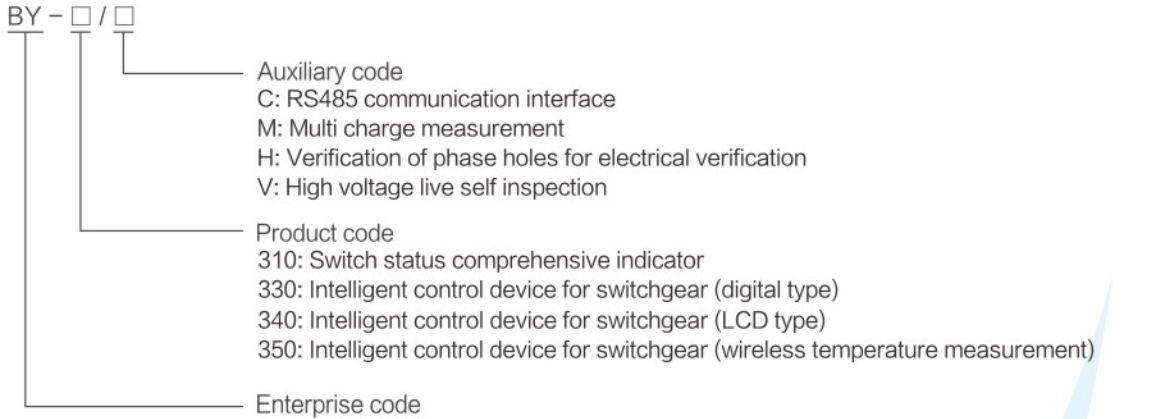 BY - □ / □
Auxiliary code
C: RS485 communication interface
M: Multi charge measurement
H: Verification of phase holes for electrical verification
V: High voltage live self inspection
Product code
310: Switch status comprehensive indicator
330: Intelligent control device for switchgear (digital type)
340: Intelligent control device for switchgear (LCD type)
350: Intelligent control device for switchgear (wireless temperature measurement)
Enterprise code